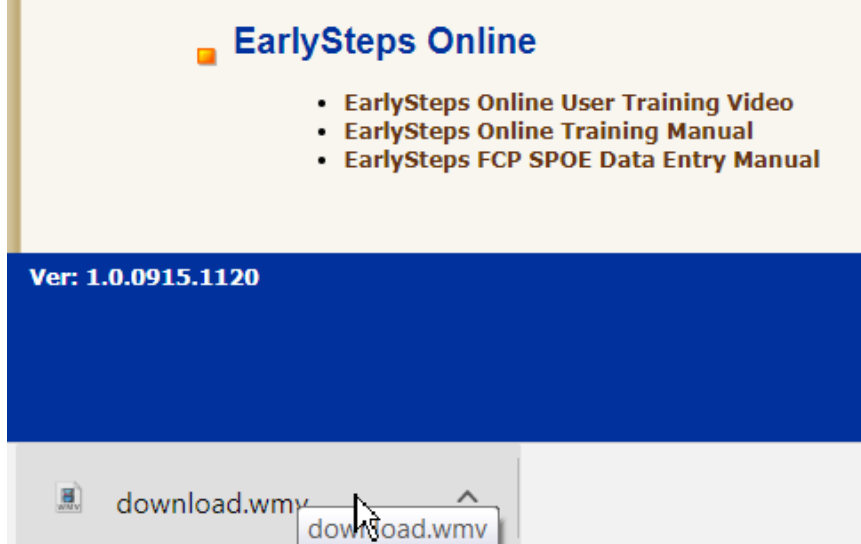 EarlySteps Online
• EarlySteps Online User Training Video
• EarlySteps Online Training Manual
• EarlySteps FCP SPOE Data Entry Manual
Ver: 1.0.0915.1120
WMV
download.wmv
download.wmv